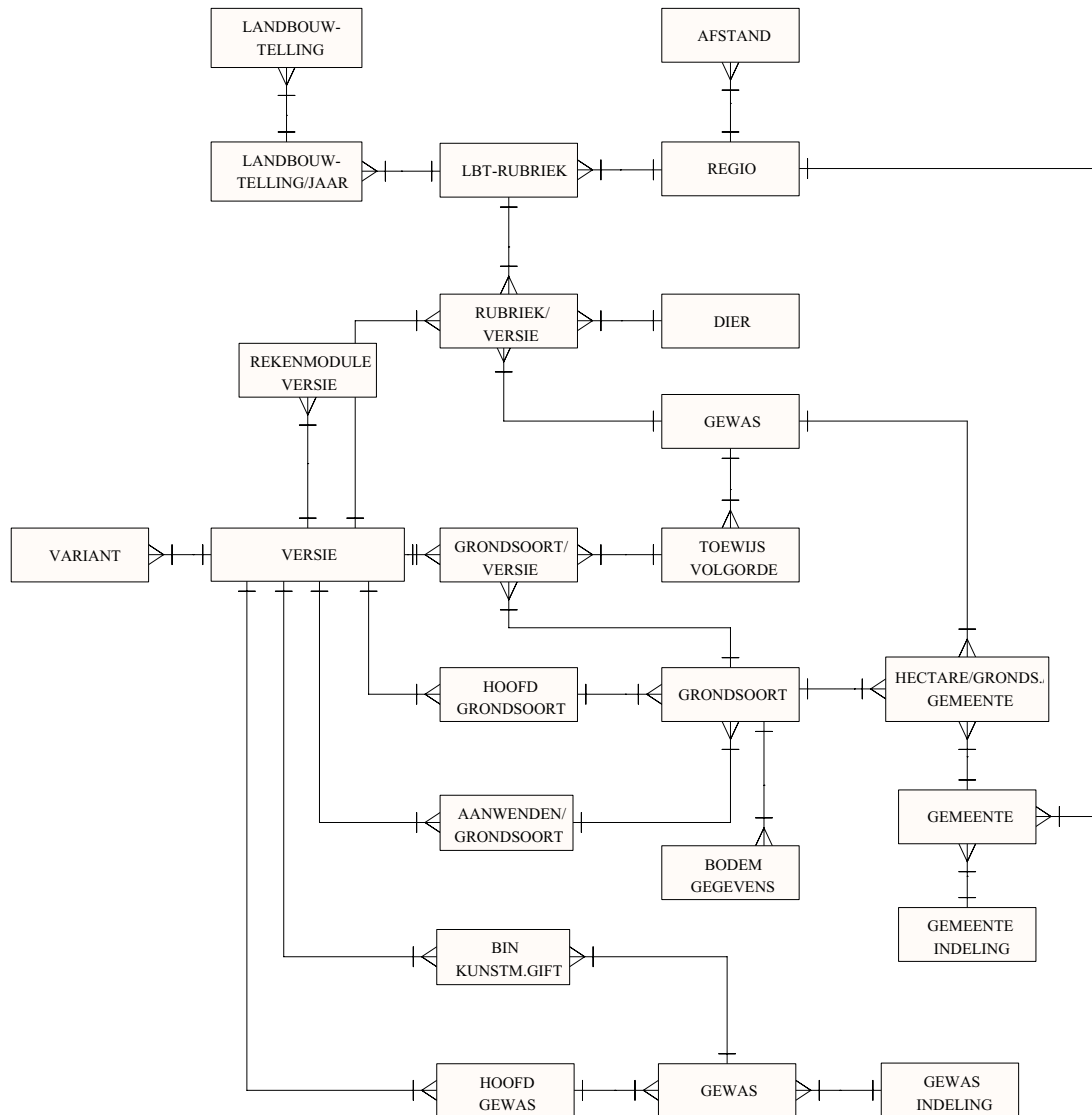 LANDBOUW-
TELLING
AFSTAND
LANDBOUW-
TELLING/JAAR
LBT-RUBRIEK
REGIO
RUBRIEK/
VERSIE
DIER
REKENMODULE
VERSIE
GEWAS
VARIANT
VERSIE
GRONDSOORT/
VERSIE
TOEWIJS
VOLGORDE
HOOFD
GRONDSOORT
GRONDSOORT
HECTARE/GRONDS./
GEMEENTE
AANWENDEN/
GRONDSOORT
GEMEENTE
BODEM
GEGEVENS
GEMEENTE
INDELING
BIN
KUNSTM.GIFT
HOOFD
GEWAS
GEWAS
GEWAS
INDELING